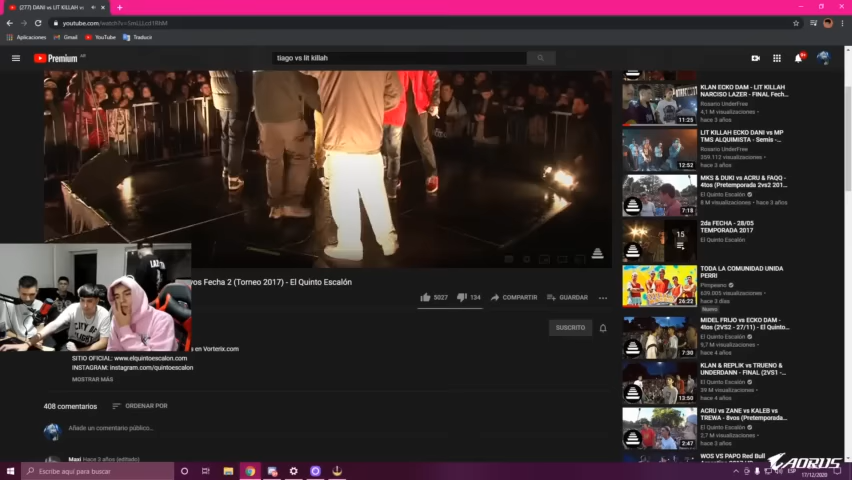 (277) DANI vs LIT KILLAH vs
youtube.com/watch?v=
Aplicaciones
Gmail
YouTube
Traducir
Premium
AR
tiago vs lit killah
9+
KLAN ECKO DAM - LIT KILLAH
NARCISO LAZER - FINAL Fech...
Rosario UnderFree
4,1 M visualizaciones •
hace 3 años
11:25
LIT KILLAH ECKO DANI vs MP
TMS ALQUIMISTA - Semis -...
Rosario UnderFree
359.112 visualizaciones •
hace 3 años
12:52
MKS & DUKI vs ACRU & FAQQ -
4tos (Pretemporada 2vs2 201...
El Quinto Escalón
8 M visualizaciones • hace 3 años
7:18
2da FECHA - 28/05
TEMPORADA 2017
El Quinto Escalón
15
TODA LA COMUNIDAD UNIDA
PERRI
Pimpeano
639.005 visualizaciones •
hace 3 días
Nuevo
26:22
MIDEL FRIJO vs ECKO DAM -
4tos (2VS2 - 27/11) - El Quinto...
El Quinto Escalón
9,7 M visualizaciones •
hace 4 años
7:30
KLAN & REPLIK vs TRUENO &
UNDERDANN - FINAL (2VS1 -
El Quinto Escalón
39 M visualizaciones •
hace 4 años
13:50
ACRU vs ZANE vs KALEB vs
TREWA - 8vos (Pretemporada...
El Quinto Escalón
2,7 M visualizaciones •
hace 3 años
2:47
WOS VS PAPO Red Bull
vos Fecha 2 (Torneo 2017) - El Quinto Escalón
5027
134
COMPARTIR
GUARDAR
SUSCRITO
a en Vorterix.com
SITIO OFICIAL: www.elquintoescalon.com
INSTAGRAM: instagram.com/quintoescalon
MOSTRAR MÁS
CITY OF
408 comentarios
ORDENAR POR
Añade un comentario público...
Maxi Hace 3 años (editado)
Escribe aquí para buscar
ESP
17/12/2020
AORUS